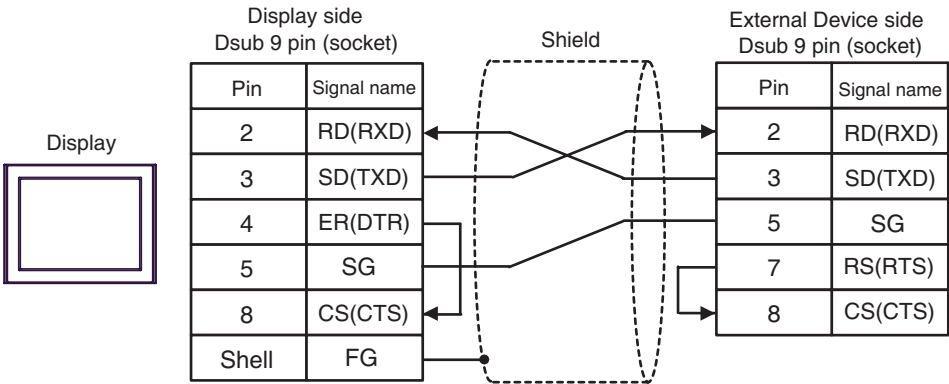 Display side
Dsub 9 pin (socket)
Shield
External Device side
Dsub 9 pin (socket)
Display
Pin Signal name
2 RD(RXD)
3 SD(TXD)
4 ER(DTR)
5 SG
8 CS(CTS)
Shell FG
Pin Signal name
2 RD(RXD)
3 SD(TXD)
5 SG
7 RS(RTS)
8 CS(CTS)